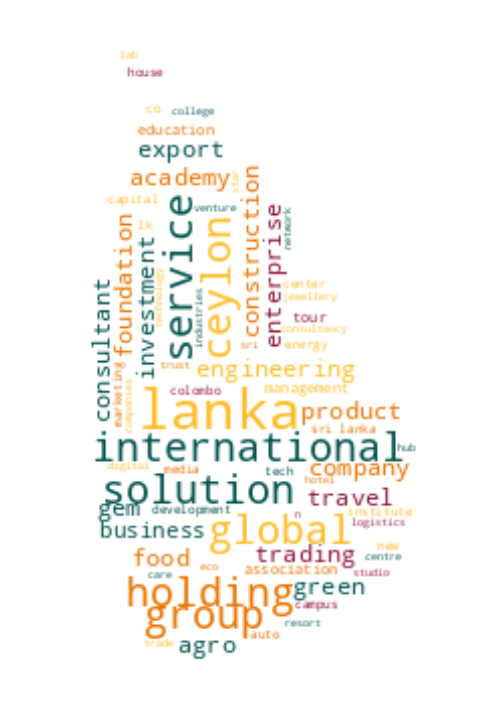 lab
house
co
college
education
export
academy
star
capital
venture
service
ceylon
construction
enterprise
network
lk
foundation
investment
technology
industries
consultant
center
jewellery
tour
consultancy
sri
energy
trust
engineering
marketing
companies
colombo
management
lanka
product
sri lanka
international
hub
digital
media
tech
company
hotel
solution
travel
gem
development
n
institute
business
global
logistics
trading
new
centre
food
care
eco
association
studio
holding
green
group
campus
resort
auto
trade
agro